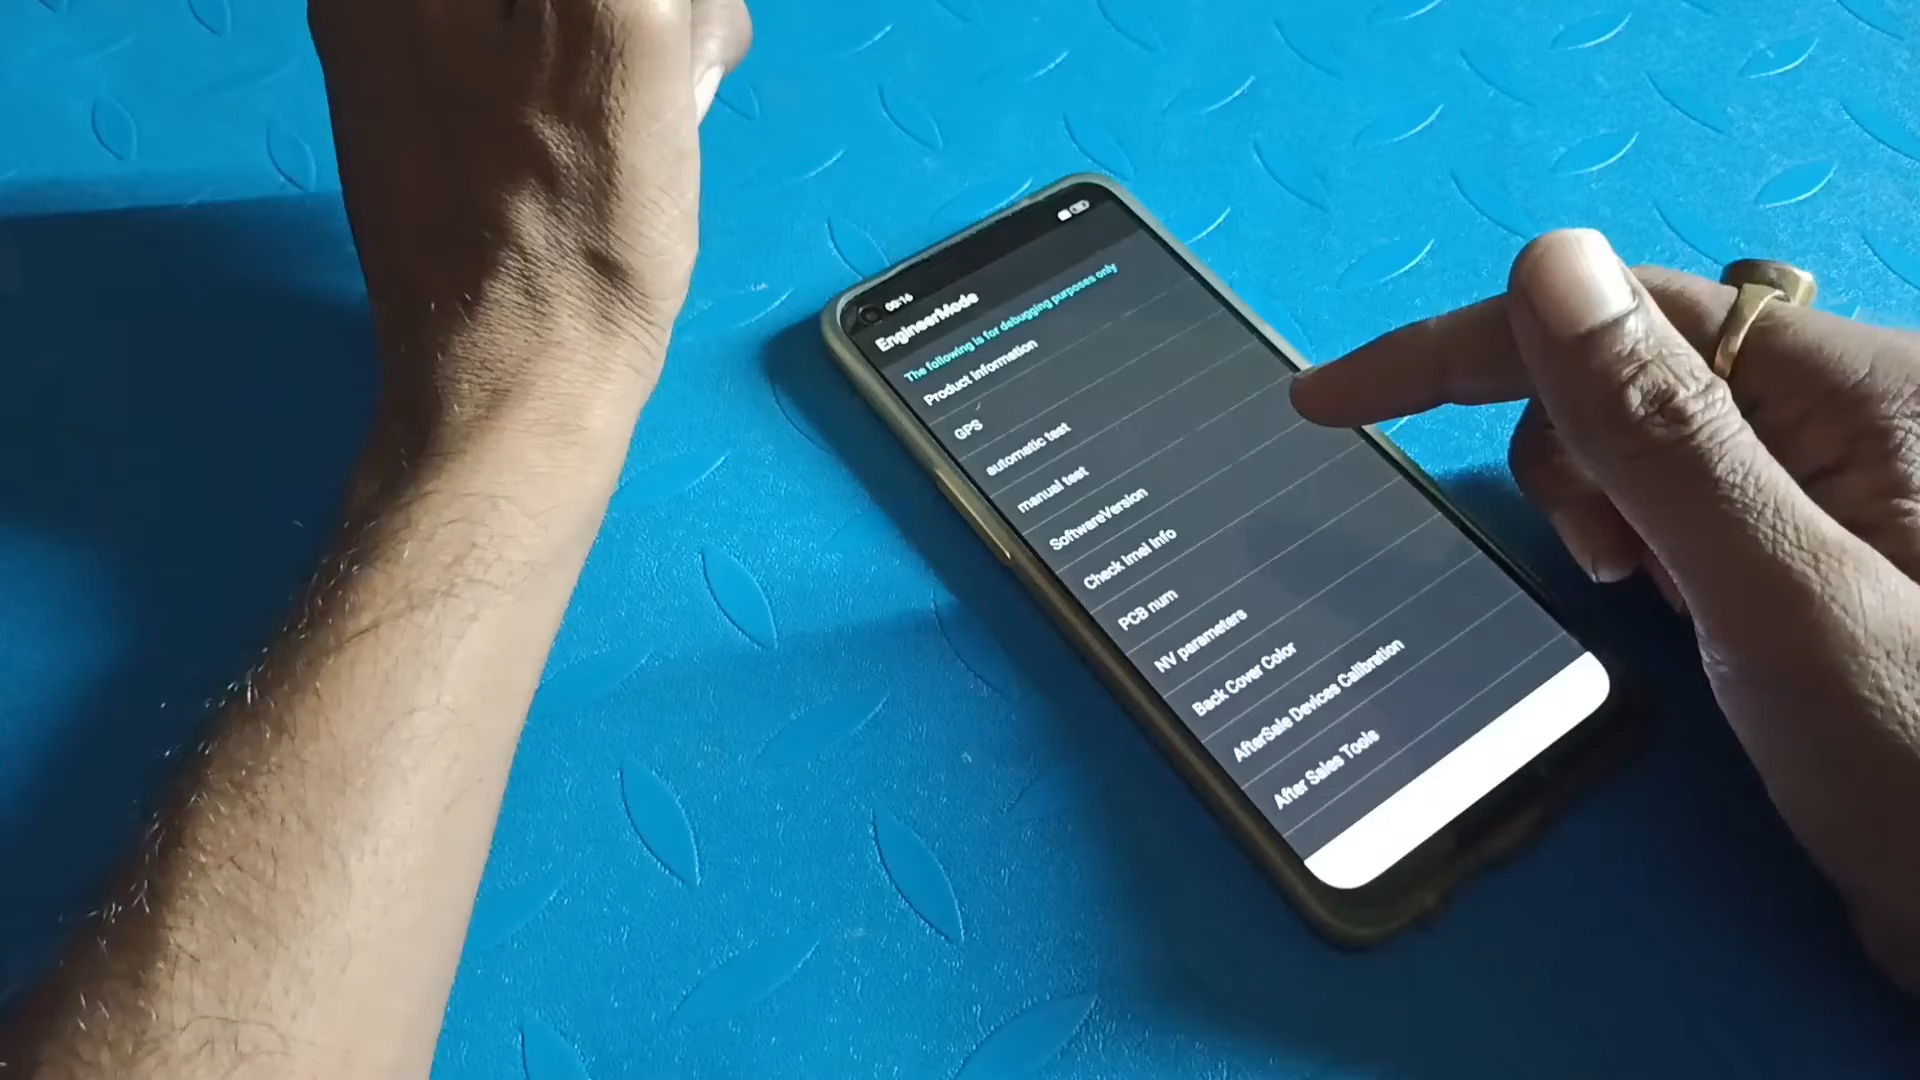 00:16
EngineerMode
The following is for debugging purposes only
Product information
GPS
automatic test
manual test
SoftwareVersion
Check imei info
PCB num
NV parameters
Back Cover Color
AfterSale Devices Calibration
After Sales Tools